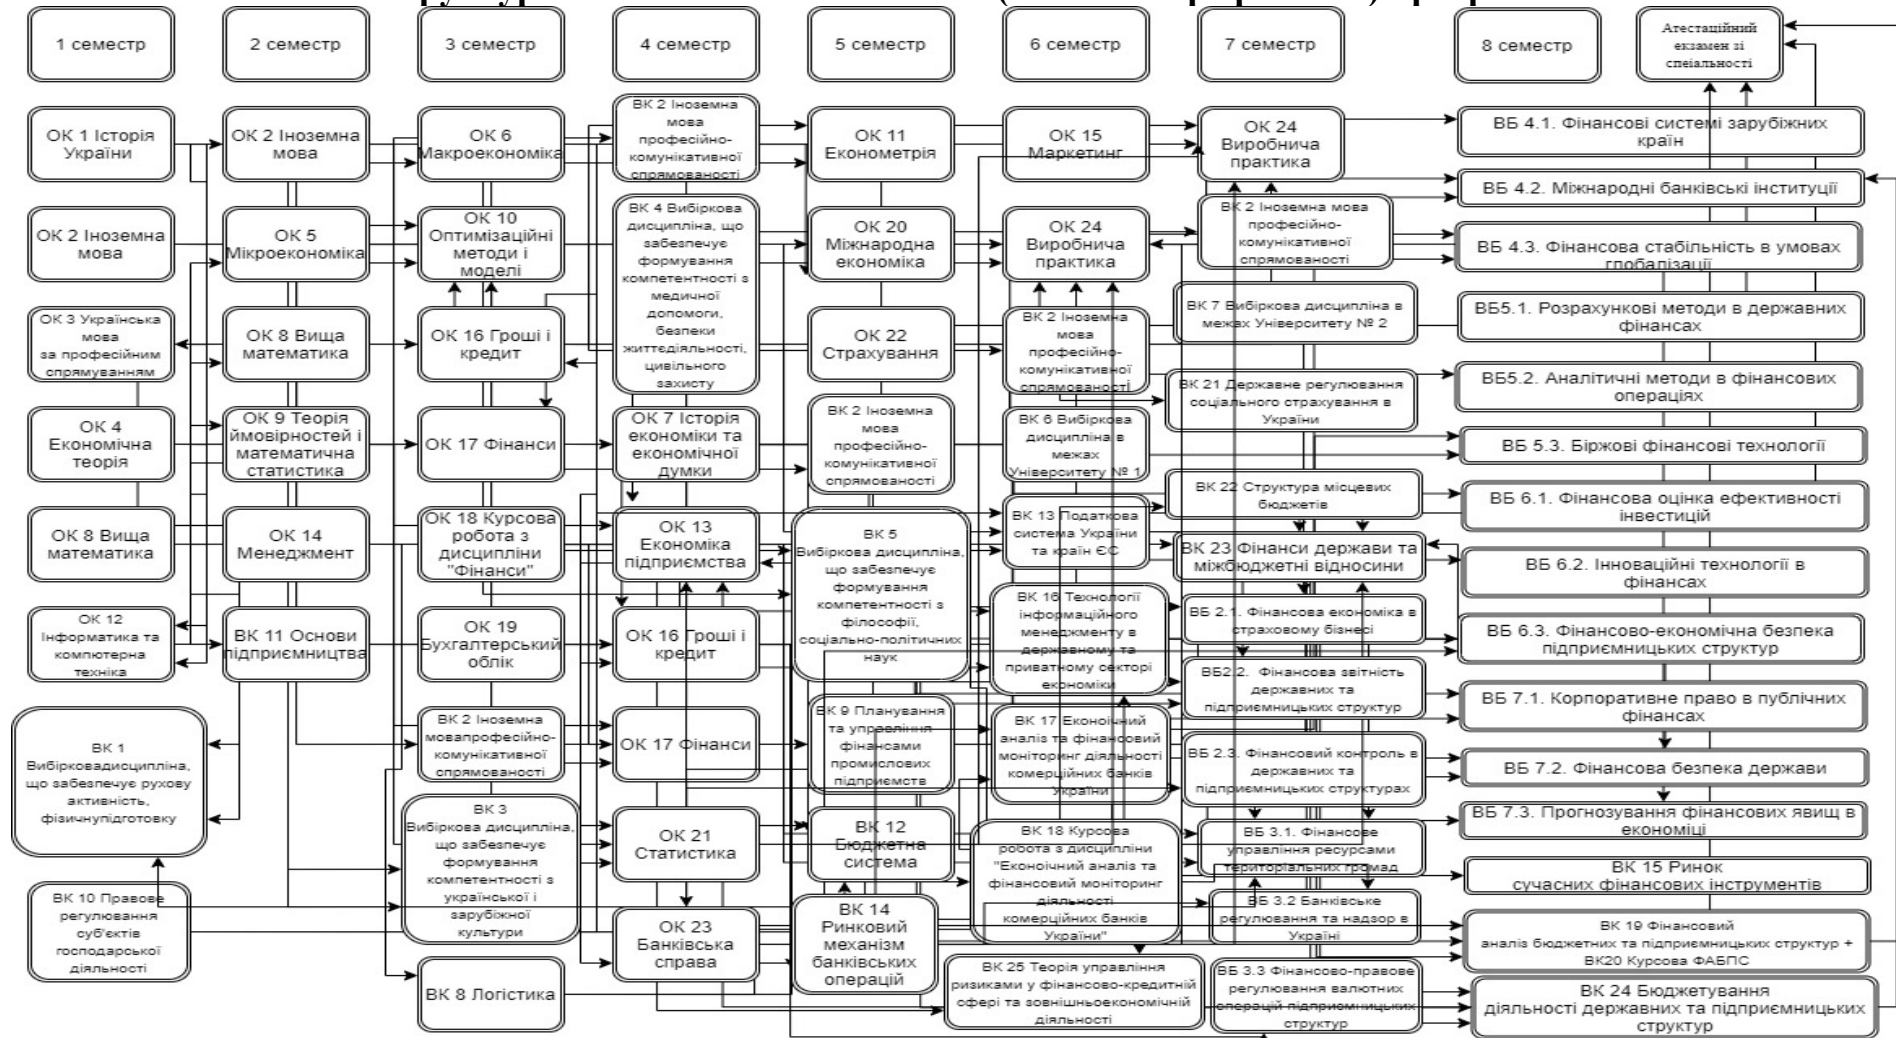 1 семестр
2 семестр
3 семестр
4 семестр
5 семестр
6 семестр
7 семестр
8 семестр
Атестаційний
екзамен зі
спеіальності
ОК 1 Історія
України
ОК 2 Іноземна
мова
ОК 3 Українська
мова
за професійним
спрямуванням
ОК 4
Економічна
теорія
ОК 8 Вища
математика
ОК 12
Інформатика та
компютерна
техніка
ВК 1
Вибірковадисципліна,
що забезпечує рухову
активність,
фізичнупідготовку
ВК 10 Правове
регулювання
суб'єктів
господарської
діяльності
ОК 2 Іноземна
мова
ОК 5
Мікроекономіка
ОК 8 Вища
математика
ОК 9 Теорія
ймовірностей і
математична
статистика
ОК 14
Менеджмент
ВК 11 Основи
підприємництва
ОК 6
Макроекономіка
ОК 10
Оптимізаційні
методи і
моделі
ОК 16 Гроші і
кредит
ОК 17 Фінанси
ОК 18 Курсова
робота з
дисципліни
"Фінанси"
ОК 19
Бухгалтерський
облік
ВК 2 Іноземна
мовапрофесійно-
комунікативної
спрямованості
ВК 3
Вибіркова дисципліна,
що забезпечує
формування
компетентності з
української і
зарубіжної
культури
ВК 8 Логістика
ВК 2 Іноземна
мова
професійно-
комунікативної
спрямованості
ВК 4 Вибіркова
дисципліна, що
забезпечує
формування
компетентності з
медичної
допомоги,
безпеки
життєдіяльності,
цивільного
захисту
ОК 7 Історія
економіки та
економічної
думки
ОК 13
Економіка
підприємства
ОК 16 Гроші і
кредит
ОК 17 Фінанси
ОК 21
Статистика
ОК 23
Банківська
справа
ОК 11
Економетрія
ОК 20
Міжнародна
економіка
ОК 22
Страхування
ВК 2 Іноземна
мова
професійно-
комунікативної
спрямованості
ВК 5
Вибіркова дисципліна,
що забезпечує
формування
компетентності з
філософії,
соціально-політичних
наук
ВК 9 Планування
та управління
фінансами
промислових
підприємств
ВК 12
Бюджетна
система
ВК 14
Ринковий
механізм
банківських
операцій
ОК 15
Маркетинг
ОК 24
Виробнича
практика
ВК 2 Іноземна
мова
професійно-
комунікативної
спрямованості
ВК 6 Вибіркова
дисципліна в
межах
Університету № 1
ВК 13 Податкова
система України
та країн ЄС
ВК 16 Технології
інформаційного
менеджменту в
державному та
приватному секторі
економіки
ВК 17 Економічний
аналіз та фінансовий
моніторинг діяльності
комерційних банків
України
ВК 18 Курсова
робота з дисципліни
"Економічний аналіз та
фінансовий моніторинг
діяльності
комерційних банків
України"
ВК 25 Теорія управління
ризиками у фінансово-кредитній
сфері та зовнішньоекономічній
діяльності
ОК 24
Виробнича
практика
ВК 2 Іноземна мова
професійно-
комунікативної
спрямованості
ВК 7 Вибіркова дисципліна в
межах Університету № 2
ВК 21 Державне регулювання
соціального страхування в
України
ВК 22 Структура місцевих
бюджетів
ВК 23 Фінанси держави та
міжбюджетні відносини
ВБ 2.1. Фінансова економіка в
страховому бізнесі
ВБ2.2. Фінансова звітність
державних та
підприємницьких структур
ВБ 2.3. Фінансовий контроль в
державних та
підприємницьких структурах
ВБ 3.1. Фінансове
управління ресурсами
територіальних громад
ВБ 3.2 Банківське
регулювання та надзор в
Україні
ВБ 3.3 Фінансово-правове
регулювання валютних
операцій підприємницьких
структур
ВБ 4.1. Фінансові системі зарубіжних
країн
ВБ 4.2. Міжнародні банківські інституції
ВБ 4.3. Фінансова стабільність в умовах
глобалізації
ВБ5.1. Розрахункові методи в державних
фінансах
ВБ5.2. Аналітичні методи в фінансових
операціях
ВБ 5.3. Біржові фінансові технології
ВБ 6.1. Фінансова оцінка ефективності
інвестицій
ВБ 6.2. Інноваційні технології в
фінансах
ВБ 6.3. Фінансово-економічна безпека
підприємницьких структур
ВБ 7.1. Корпоративне право в публічних
фінансах
ВБ 7.2. Фінансова безпека держави
ВБ 7.3. Прогнозування фінансових явищ в
економіці
ВК 15 Ринок
сучасних фінансових інструментів
ВК 19 Фінансовий
аналіз бюджетних та підприємницьких структур +
ВК20 Курсова ФАБПС
ВК 24 Бюджетування
діяльності державних та підприємницьких
структур